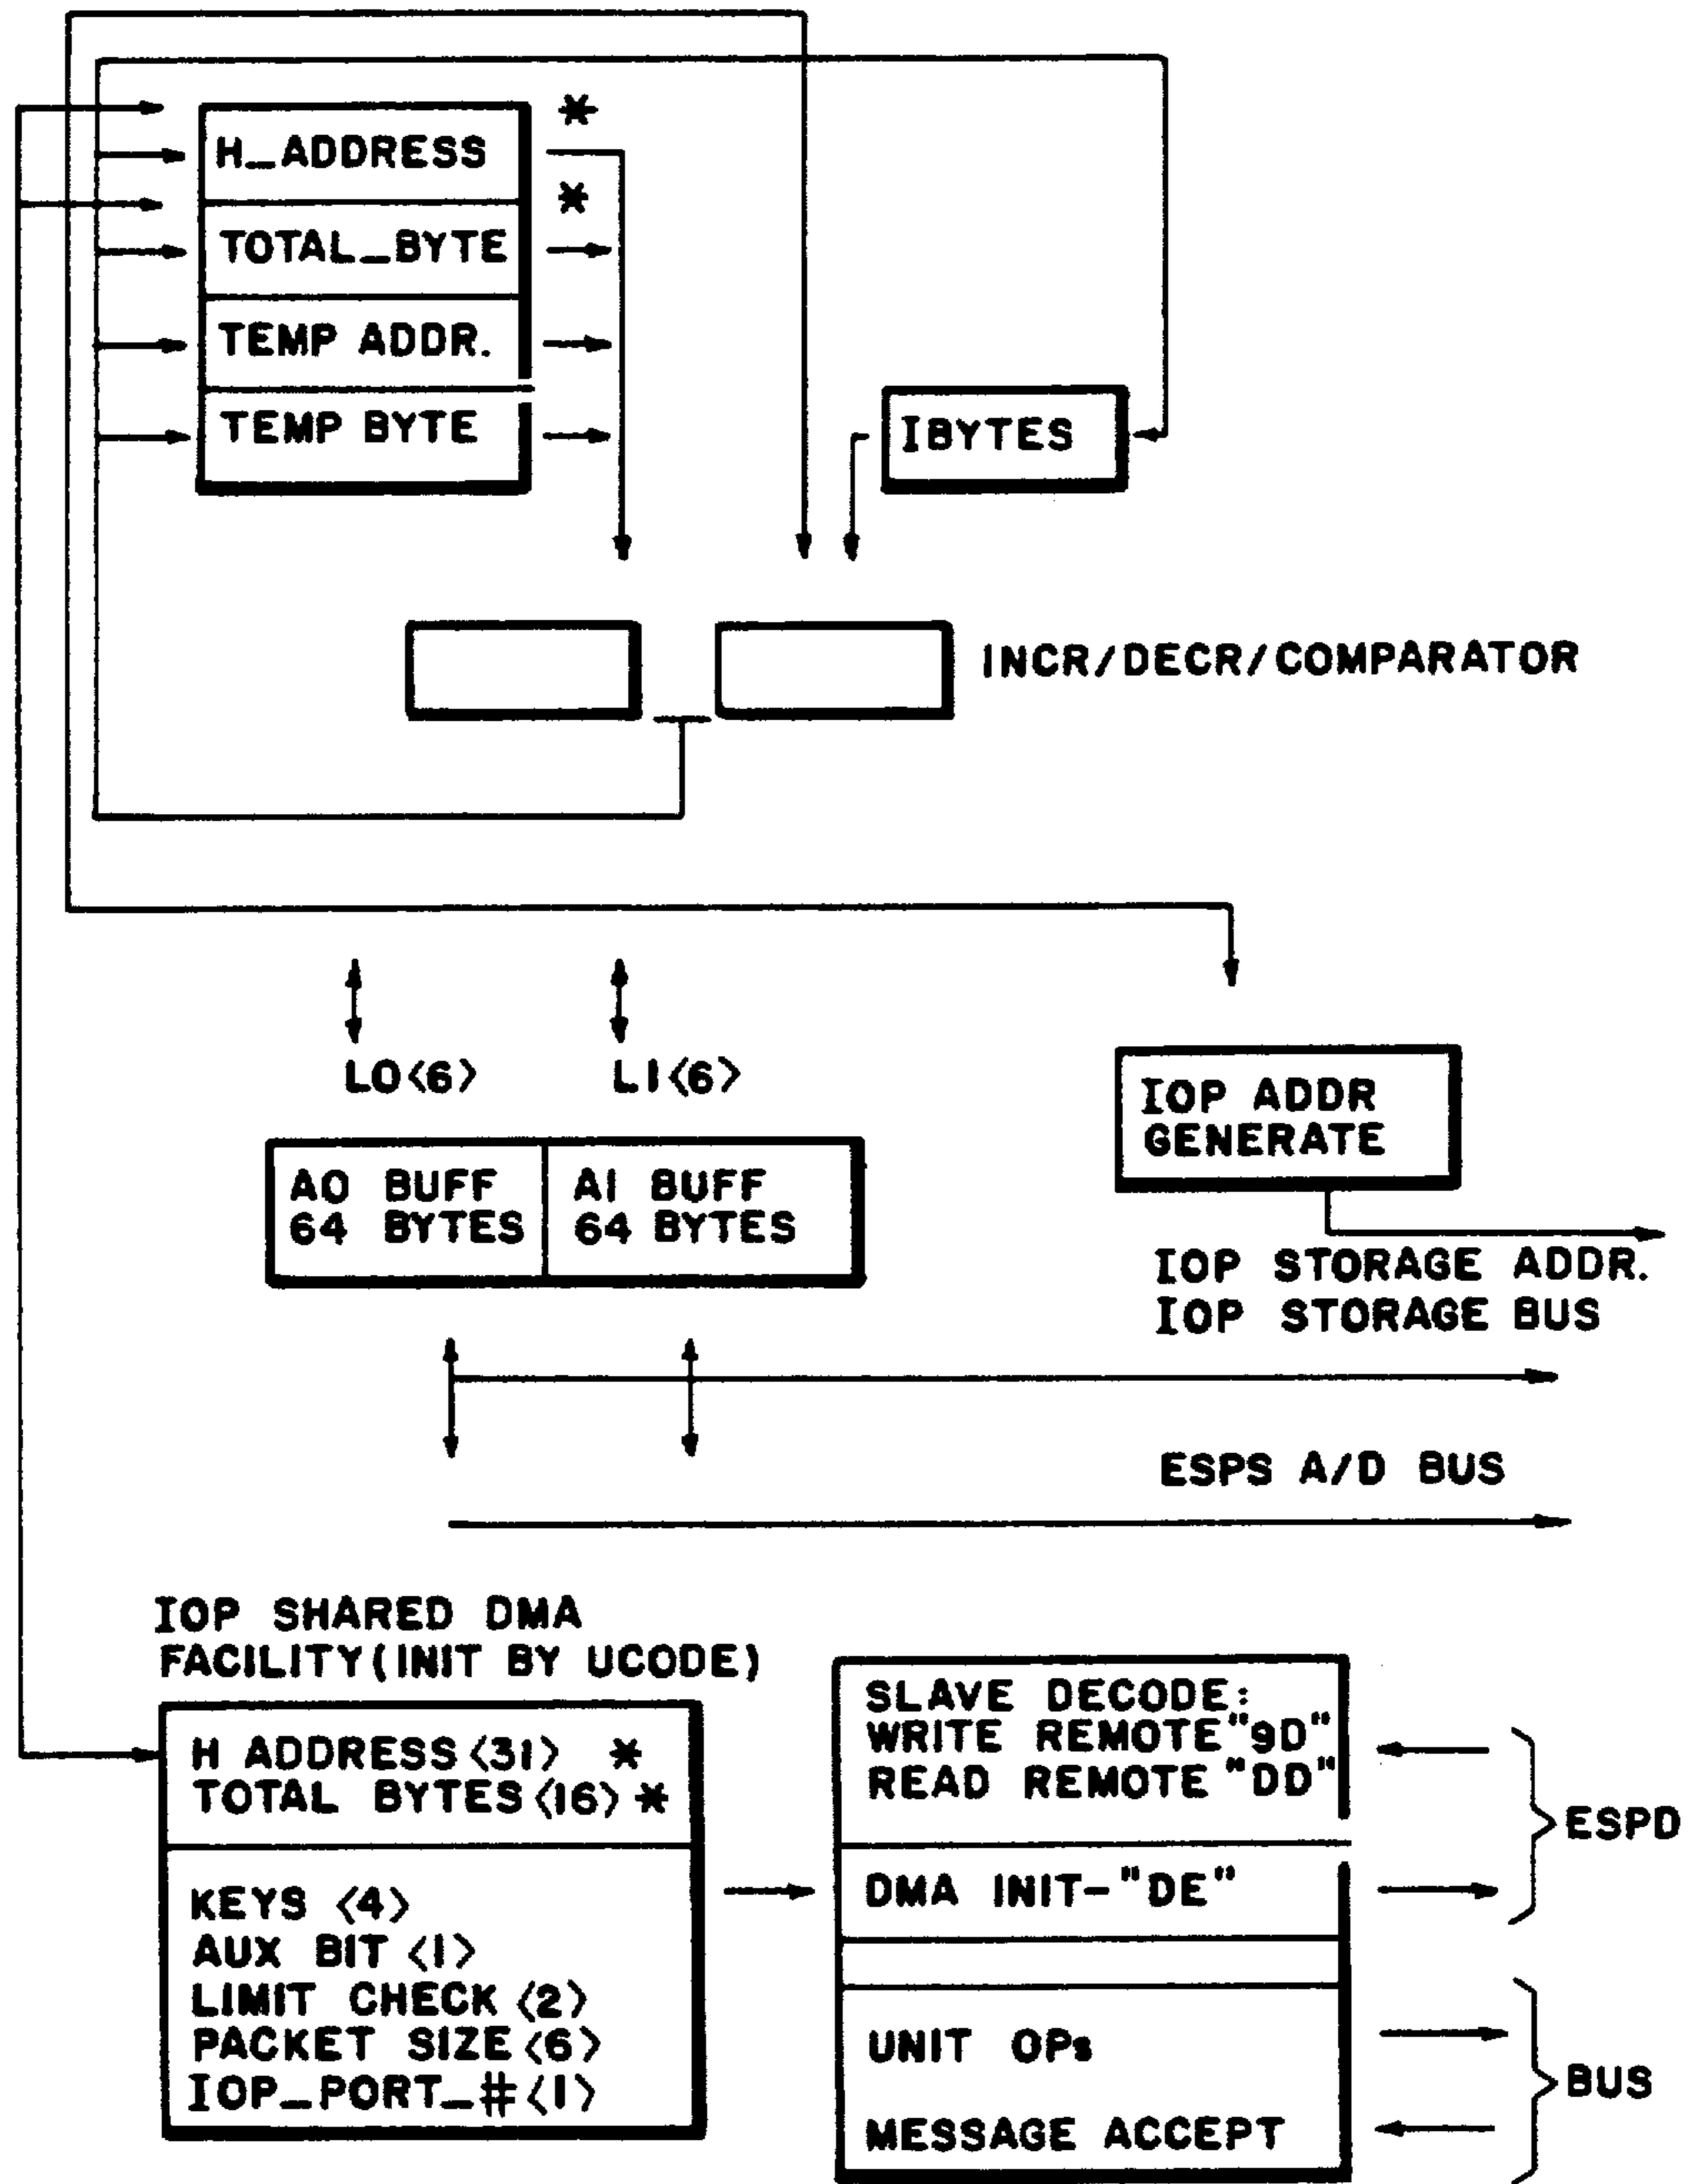 *
H_ADDRESS
*
TOTAL_BYTE
TEMP ADDR.
TEMP BYTE
IBYTES
INCR/DECR/COMPARATOR
L0<6>
L1<6>
A0 BUFF
64 BYTES
A1 BUFF
64 BYTES
IOP ADDR
GENERATE
IOP STORAGE ADDR.
IOP STORAGE BUS
ESPS A/D BUS
IOP SHARED DMA
FACILITY(INIT BY UCODE)
H ADDRESS<31> *
TOTAL BYTES<16>*
KEYS <4>
AUX BIT <1>
LIMIT CHECK <2>
PACKET SIZE <6>
IOP_PORT_#<1>
SLAVE DECODE:
WRITE REMOTE "9D"
READ REMOTE "DD"
DMA INIT-"DE"
ESPD
UNIT OPs
MESSAGE ACCEPT
BUS